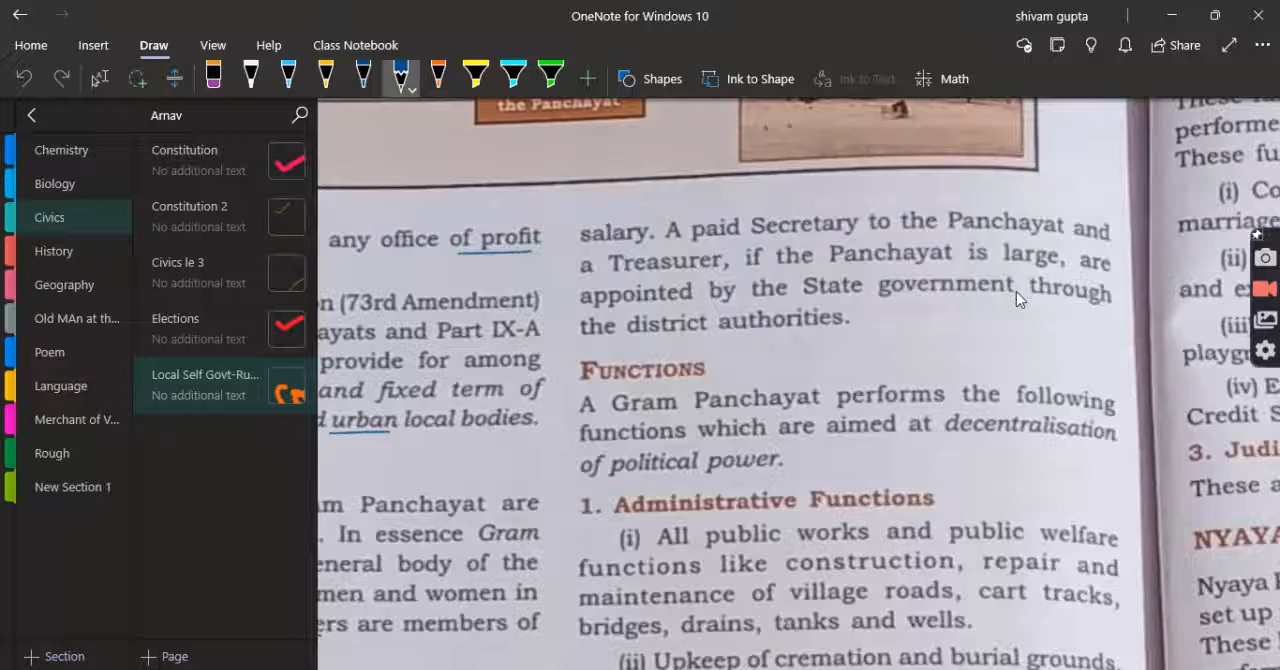 OneNote for Windows 10
shivam gupta
Home
Insert
Draw
View
Help
Class Notebook
Share
Shapes
Ink to Shape
Ink to Text
Math
Arnav
Chemistry
Biology
Civics
History
Geography
Old MAn at th...
Poem
Language
Merchant of V...
Rough
New Section 1
Constitution
No additional text
Constitution 2
No additional text
Civics le 3
No additional text
Elections
No additional text
Local Self Govt-Ru...
No additional text
Section
Page
the Panchayat
any office of profit
n (73rd Amendment)
ayats and Part IX-A
provide for among
and fixed term of
d urban local bodies.
m Panchayat are
. In essence Gram
eneral body of the
men and women in
ers are members of
salary. A paid Secretary to the Panchayat and
a Treasurer, if the Panchayat is large, are
appointed by the State government through
the district authorities.
FUNCTIONS
A Gram Panchayat performs the following
functions which are aimed at decentralisation
of political power.
1. Administrative Functions
(i) All public works and public welfare
functions like construction, repair and
maintenance of village roads, cart tracks,
bridges, drains, tanks and wells.
(ii) Upkeep of cremation and burial grounds.
These
performe
These fu
(i) Co
marriage
(ii)
and e
(iii
playgr
(iv) E
Credit S
3. Judi
These a
NYAYA
Nyaya
set up
These